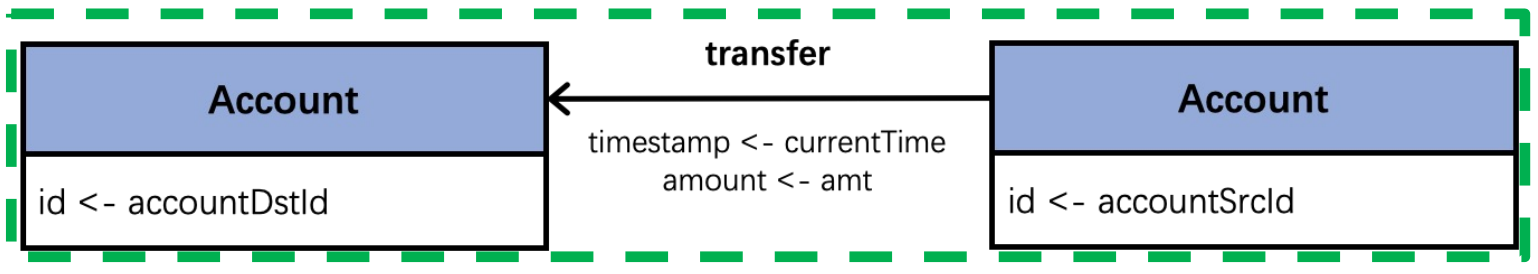 Account
id <- accountDstId
transfer
timestamp <- currentTime
amount <- amt
Account
id <- accountSrcId